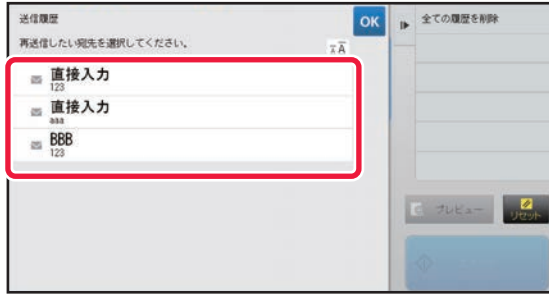 送信履歴
OK
全ての履歴を削除
再送信したい宛先を選択してください。
直接入力
123
直接入力
aaa
BBB
123
プレビュー
リセット